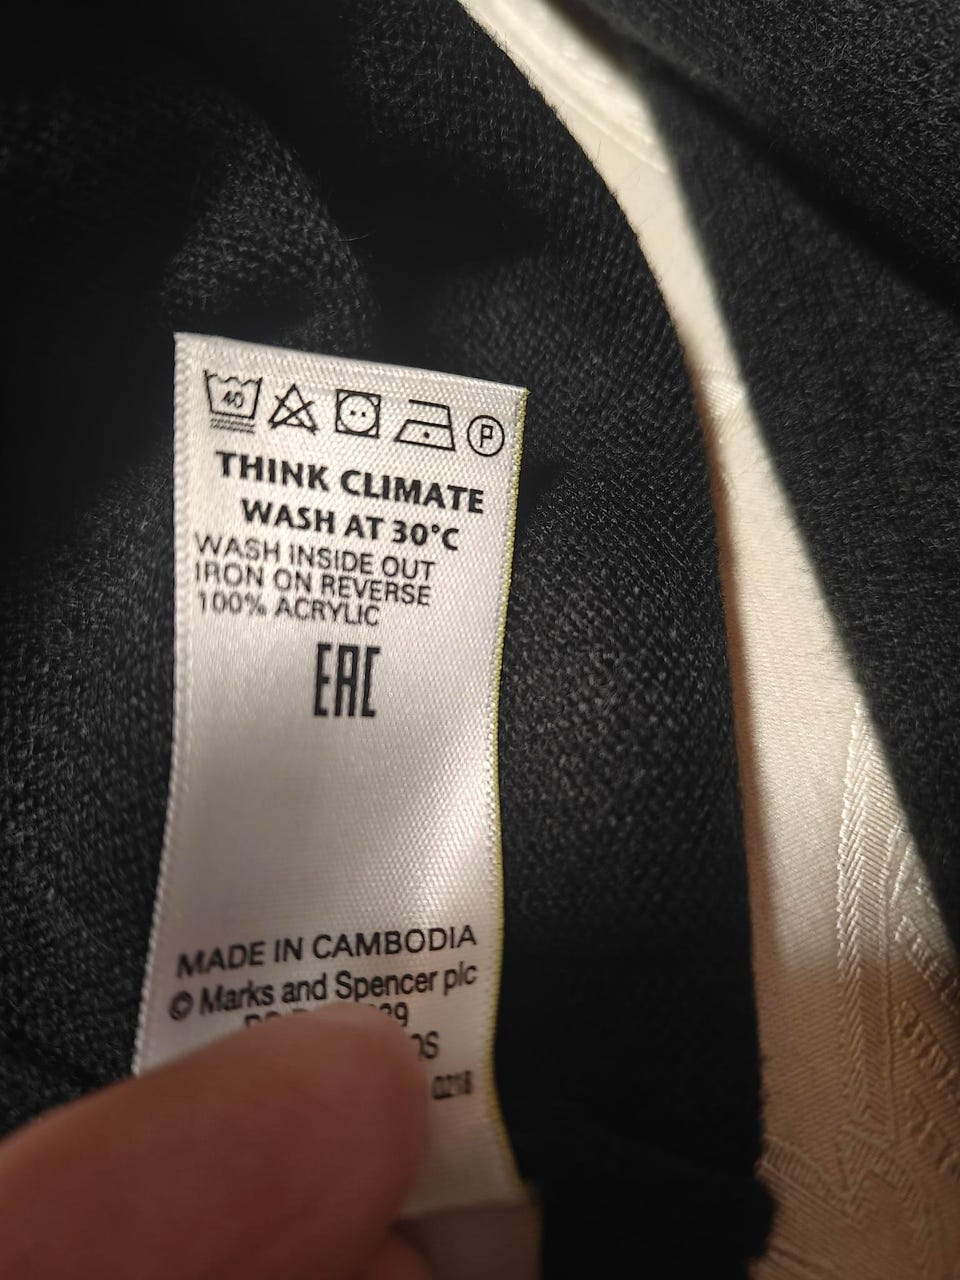 40
P
THINK CLIMATE
WASH AT 30°C
WASH INSIDE OUT
IRON ON REVERSE
100% ACRYLIC
EAC
MADE IN CAMBODIA
© Marks and Spencer plc
0218